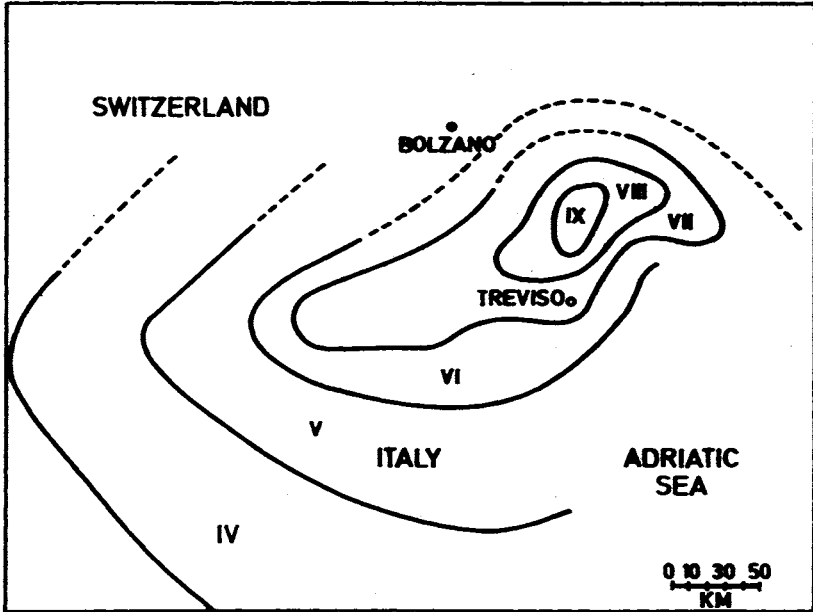 SWITZERLAND
BOLZANO
VIII
IX
VII
TREVISO
VI
V
ITALY
ADRIATIC
SEA
IV
0 10 30 50
KM